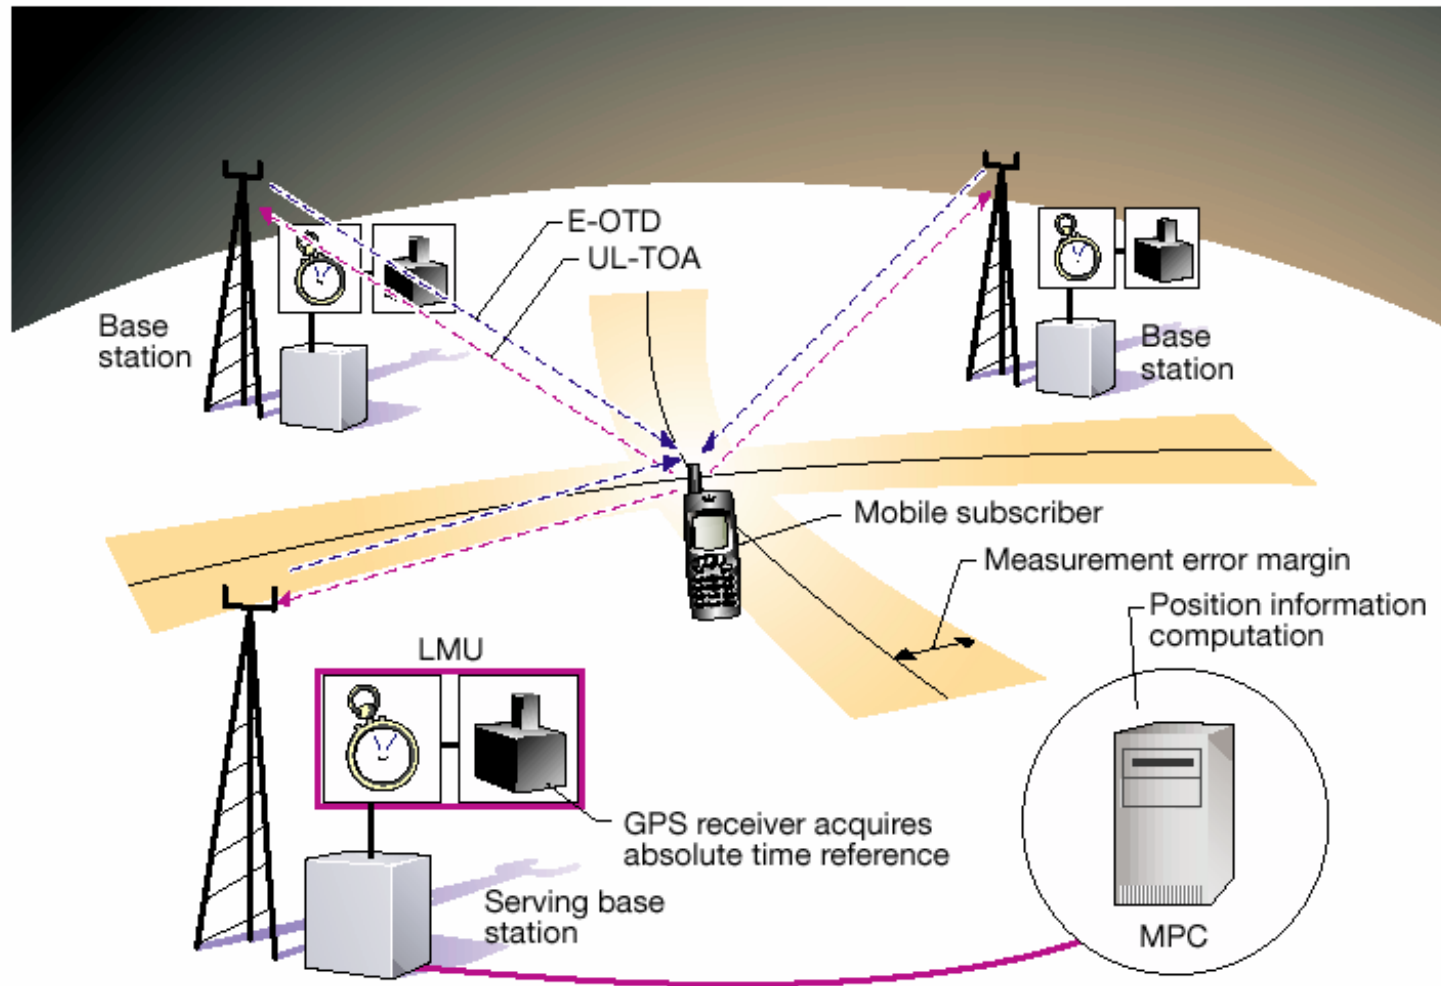 E-OTD
UL-TOA
Base
station
Base
station
Mobile subscriber
Measurement error margin
Position information
computation
LMU
GPS receiver acquires
absolute time reference
Serving base
station
MPC